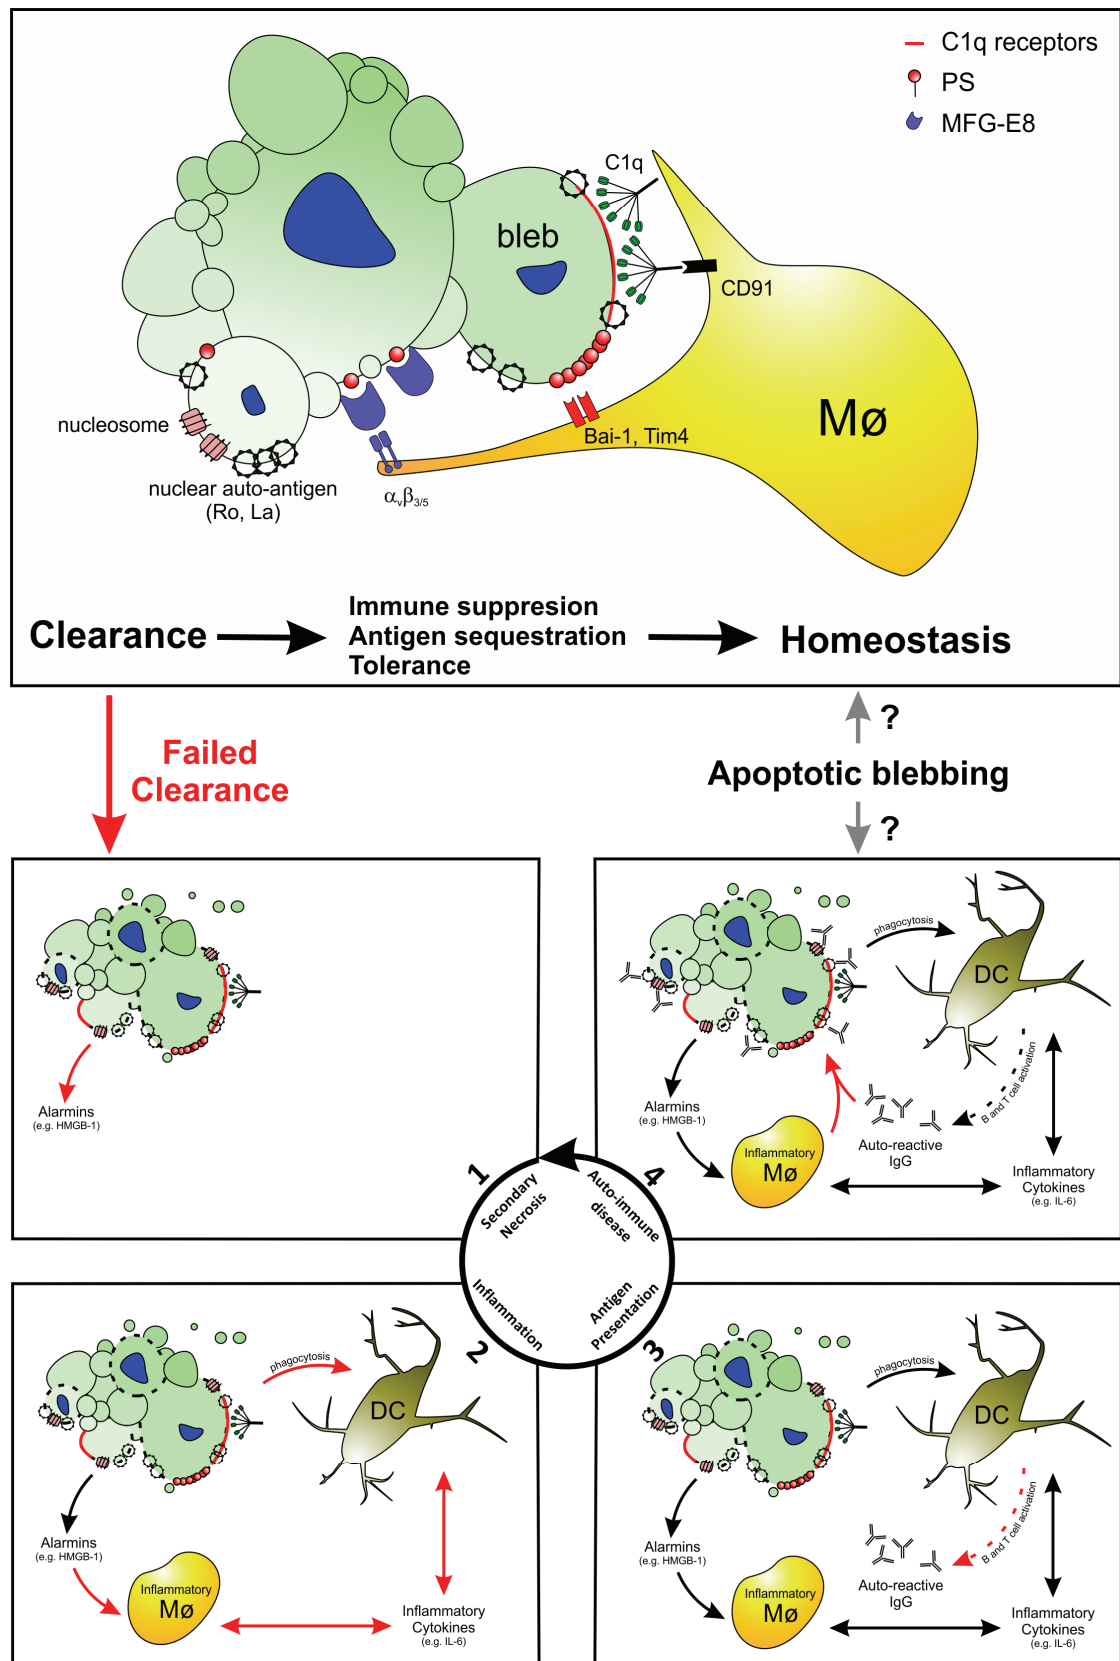 C1q receptors
PS
MFG-E8
C1q
bleb
CD91
Mø
nucleosome
Bai-1, Tim4
nuclear auto-antigen
(Ro, La)
αvβ3/5
Clearance
Immune suppresion
Antigen sequestration
Tolerance
Homeostasis
Failed
Clearance
?
Apoptotic blebbing
?
Alarmins
(e.g. HMGB-1)
phagocytosis
DC
B and T cell activation
Alarmins
(e.g. HMGB-1)
Inflammatory
Mø
Auto-reactive
IgG
Inflammatory
Cytokines
(e.g. IL-6)
1
Secondary
Necrosis
4
Auto-immune
disease
2
Inflammation
3
Antigen
Presentation
phagocytosis
DC
Alarmins
(e.g. HMGB-1)
Inflammatory
Mø
Inflammatory
Cytokines
(e.g. IL-6)
phagocytosis
DC
B and T cell activation
Alarmins
(e.g. HMGB-1)
Inflammatory
Mø
Auto-reactive
IgG
Inflammatory
Cytokines
(e.g. IL-6)